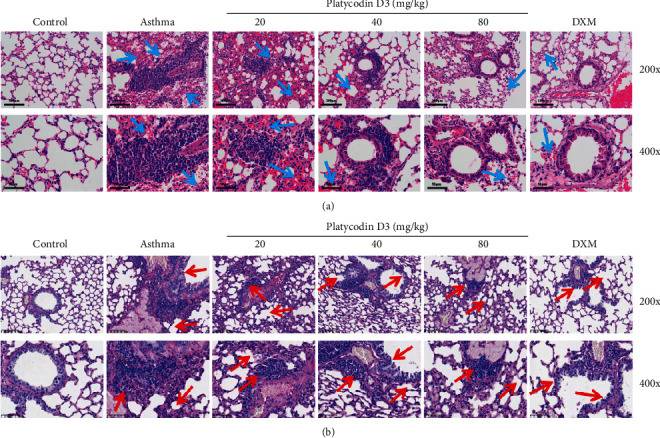 Platycodin D3 (mg/kg)
Control Asthma 20 40 80 DXM
200x
400x
(a)
Platycodin D3 (mg/kg)
Control Asthma 20 40 80 DXM
200x
400x
(b)